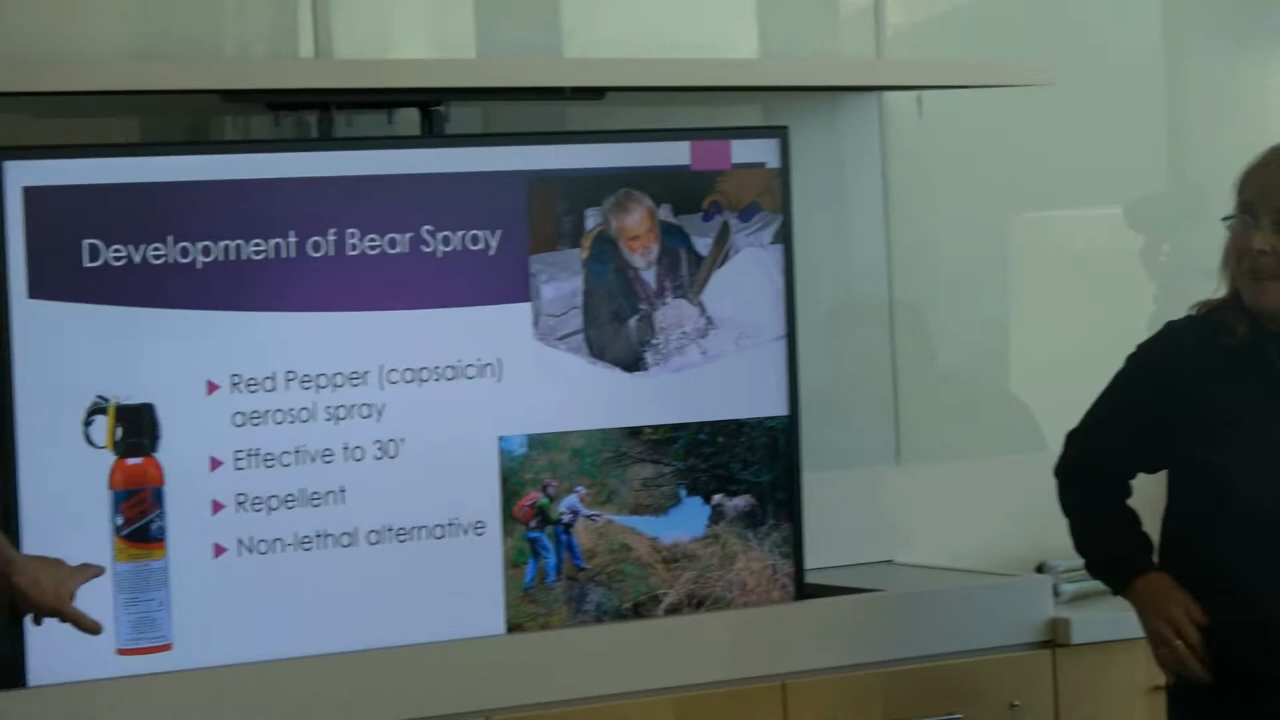 Development of Bear Spray
Red Pepper (capsaicin)
aerosol spray
Effective to 30'
Repellent
Non-lethal alternative